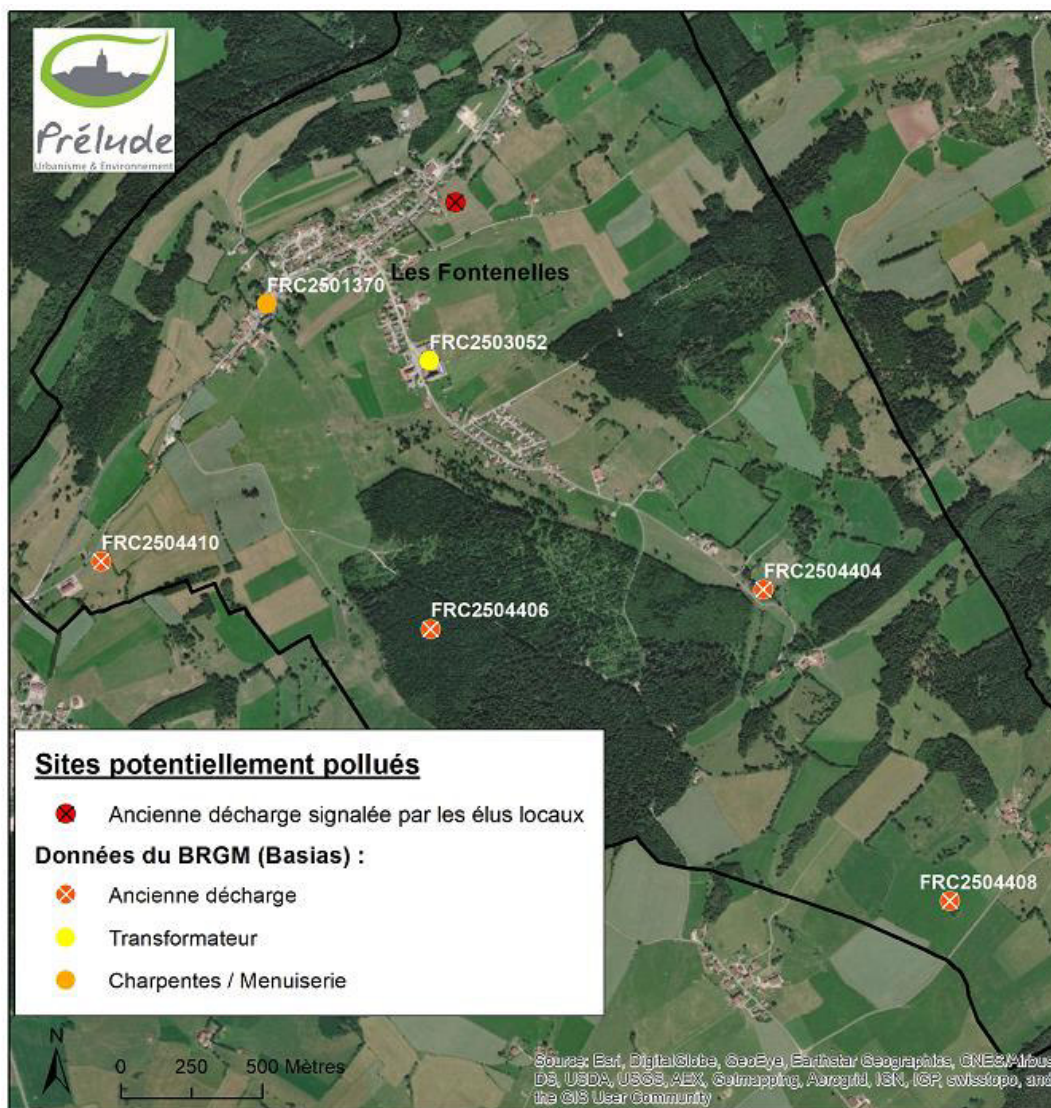 Prélude
Urbanisme & Environnement
Les Fontenelles
FRC2501370
FRC2503052
FRC2504410
FRC2504404
FRC2504406
FRC2504408
Sites potentiellement pollués
Ancienne décharge signalée par les élus locaux
Données du BRGM (Basias) :
Ancienne décharge
Transformateur
Charpentes / Menuiserie
N
0 250 500 Mètres
Source: Esri, DigitalGlobe, GeoEye, Earthstar Geographics, CNES/Airbus
DS, USDA, USGS, AEX, Getmapping, Aerogrid, IGN, IGP, swisstopo, and
the GIS User Community